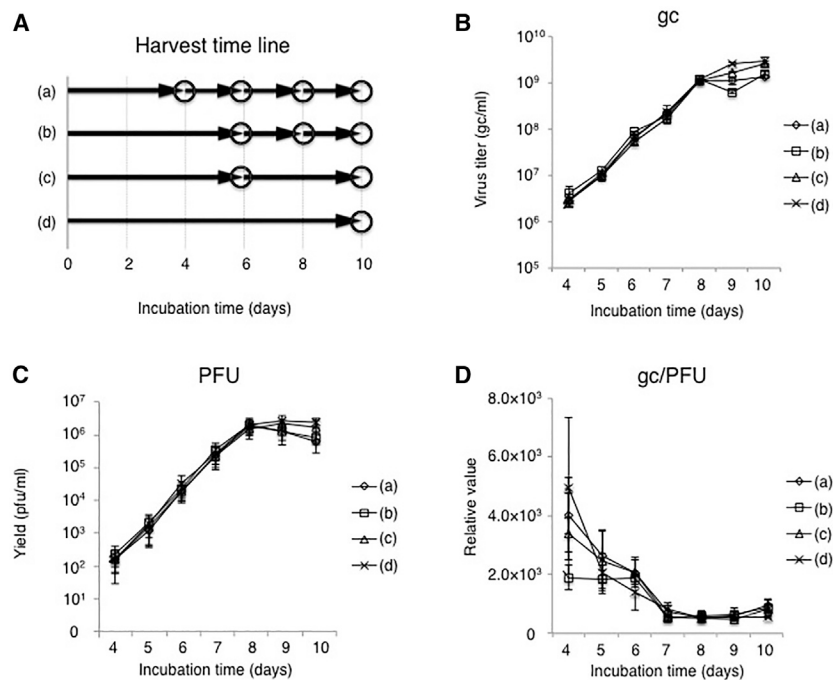 A
Harvest time line
(a)
(b)
(c)
(d)
0 2 4 6 8 10
Incubation time (days)
B
gc
Virus titer (gc/ml)
10¹⁰
10⁹
10⁸
10⁷
10⁶
10⁵
4 5 6 7 8 9 10
Incubation time (days)
(a)
(b)
(c)
(d)
C
PFU
Yield (pfu/ml)
10⁷
10⁶
10⁵
10⁴
10³
10²
10¹
0
4 5 6 7 8 9 10
Incubation time (days)
(a)
(b)
(c)
(d)
D
gc/PFU
Relative value
8.0×10³
6.0×10³
4.0×10³
2.0×10³
0
4 5 6 7 8 9 10
Incubation time (days)
(a)
(b)
(c)
(d)